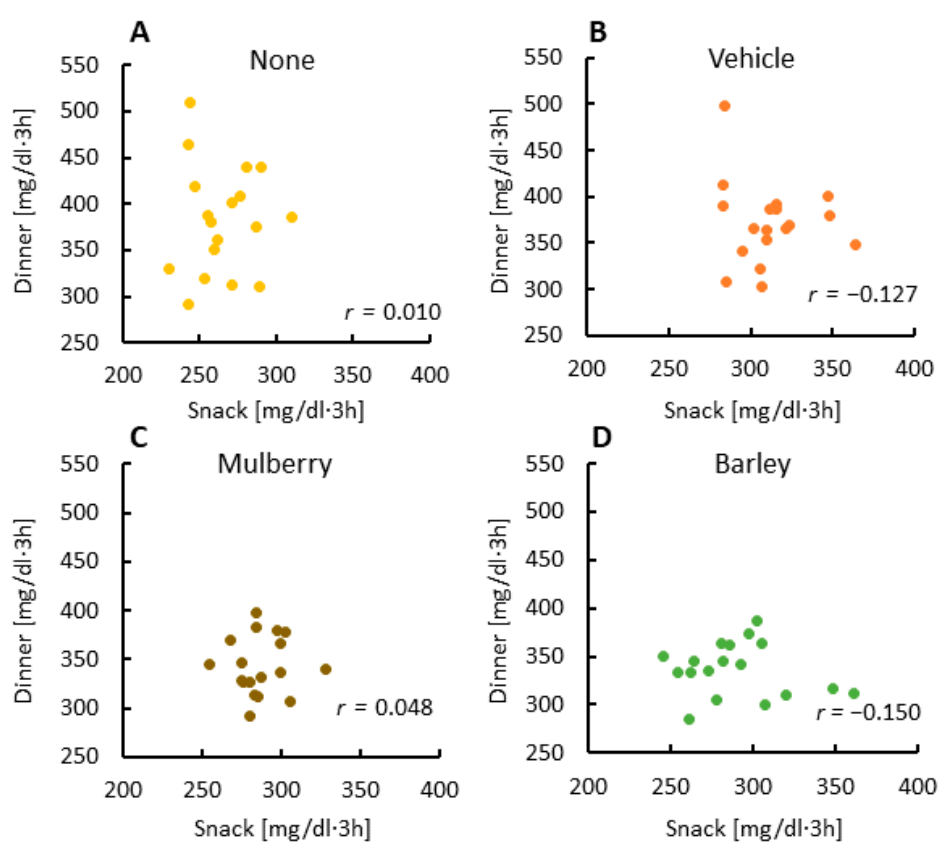 A
None
550
500
450
400
350
300
250
Dinner [mg/dl·3h]
r = 0.010
200 250 300 350 400
Snack [mg/dl·3h]
B
Vehicle
550
500
450
400
350
300
250
Dinner [mg/dl·3h]
r = −0.127
200 250 300 350 400
Snack [mg/dl·3h]
C
Mulberry
550
500
450
400
350
300
250
Dinner [mg/dl·3h]
r = 0.048
200 250 300 350 400
Snack [mg/dl·3h]
D
Barley
550
500
450
400
350
300
250
Dinner [mg/dl·3h]
r = −0.150
200 250 300 350 400
Snack [mg/dl·3h]